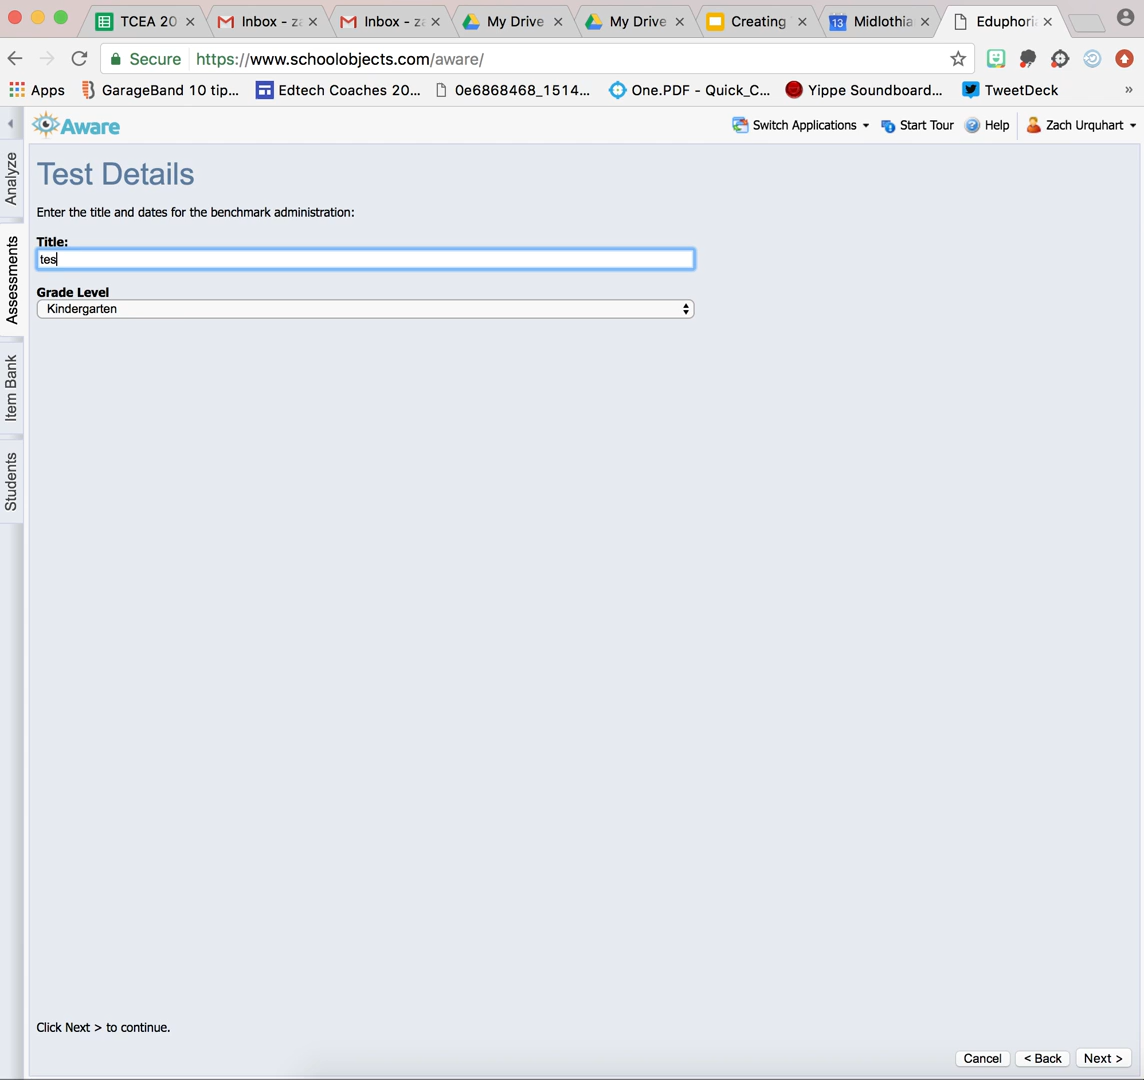 TCEA 20
Inbox - za
Inbox - za
My Drive
My Drive
Creating
13 Midlothia
Eduphoria
Secure https://www.schoolobjects.com/aware/
Apps GarageBand 10 tip... Edtech Coaches 20... 0e6868468_1514... One.PDF - Quick_C... Yippe Soundboard... TweetDeck »
Aware Switch Applications Start Tour Help Zach Urquhart
Analyze
Assessments
Item Bank
Students
Test Details
Enter the title and dates for the benchmark administration:
Title:
tes
Grade Level
Kindergarten
Click Next > to continue.
Cancel < Back Next >